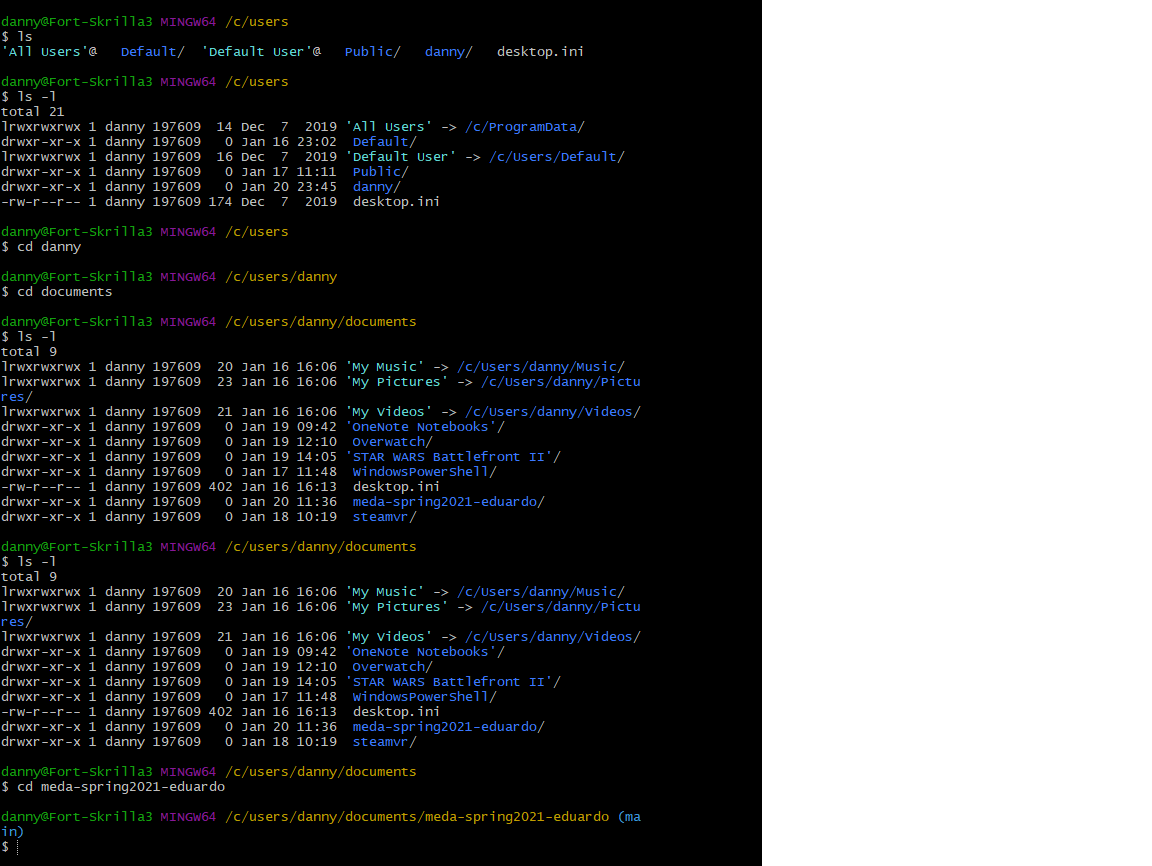 danny@Fort-Skrilla3 MINGW64 /c/users
$ ls
'All Users'@   Default/  'Default User'@   Public/   danny/   desktop.ini
danny@Fort-Skrilla3 MINGW64 /c/users
$ ls -l
total 21
lrwxrwxrwx 1 danny 197609  14 Dec  7  2019 'All Users' -> /c/ProgramData/
drwxr-xr-x 1 danny 197609   0 Jan 16 23:02  Default/
lrwxrwxrwx 1 danny 197609  16 Dec  7  2019 'Default User' -> /c/Users/Default/
drwxr-xr-x 1 danny 197609   0 Jan 17 11:11  Public/
drwxr-xr-x 1 danny 197609   0 Jan 20 23:45  danny/
-rw-r--r-- 1 danny 197609 174 Dec  7  2019  desktop.ini
danny@Fort-Skrilla3 MINGW64 /c/users
$ cd danny
danny@Fort-Skrilla3 MINGW64 /c/users/danny
$ cd documents
danny@Fort-Skrilla3 MINGW64 /c/users/danny/documents
$ ls -l
total 9
lrwxrwxrwx 1 danny 197609  20 Jan 16 16:06 'My Music' -> /c/Users/danny/Music/
lrwxrwxrwx 1 danny 197609  23 Jan 16 16:06 'My Pictures' -> /c/Users/danny/Pictu
res/
lrwxrwxrwx 1 danny 197609  21 Jan 16 16:06 'My Videos' -> /c/Users/danny/Videos/
drwxr-xr-x 1 danny 197609   0 Jan 19 09:42 'OneNote Notebooks'/
drwxr-xr-x 1 danny 197609   0 Jan 19 12:10  Overwatch/
drwxr-xr-x 1 danny 197609   0 Jan 19 14:05 'STAR WARS Battlefront II'/
drwxr-xr-x 1 danny 197609   0 Jan 17 11:48  WindowsPowerShell/
-rw-r--r-- 1 danny 197609 402 Jan 16 16:13  desktop.ini
drwxr-xr-x 1 danny 197609   0 Jan 20 11:36  meda-spring2021-eduardo/
drwxr-xr-x 1 danny 197609   0 Jan 18 10:19  steamvr/
danny@Fort-Skrilla3 MINGW64 /c/users/danny/documents
$ ls -l
total 9
lrwxrwxrwx 1 danny 197609  20 Jan 16 16:06 'My Music' -> /c/Users/danny/Music/
lrwxrwxrwx 1 danny 197609  23 Jan 16 16:06 'My Pictures' -> /c/Users/danny/Pictu
res/
lrwxrwxrwx 1 danny 197609  21 Jan 16 16:06 'My Videos' -> /c/Users/danny/Videos/
drwxr-xr-x 1 danny 197609   0 Jan 19 09:42 'OneNote Notebooks'/
drwxr-xr-x 1 danny 197609   0 Jan 19 12:10  Overwatch/
drwxr-xr-x 1 danny 197609   0 Jan 19 14:05 'STAR WARS Battlefront II'/
drwxr-xr-x 1 danny 197609   0 Jan 17 11:48  WindowsPowerShell/
-rw-r--r-- 1 danny 197609 402 Jan 16 16:13  desktop.ini
drwxr-xr-x 1 danny 197609   0 Jan 20 11:36  meda-spring2021-eduardo/
drwxr-xr-x 1 danny 197609   0 Jan 18 10:19  steamvr/
danny@Fort-Skrilla3 MINGW64 /c/users/danny/documents
$ cd meda-spring2021-eduardo
danny@Fort-Skrilla3 MINGW64 /c/users/danny/documents/meda-spring2021-eduardo (ma
in)
$